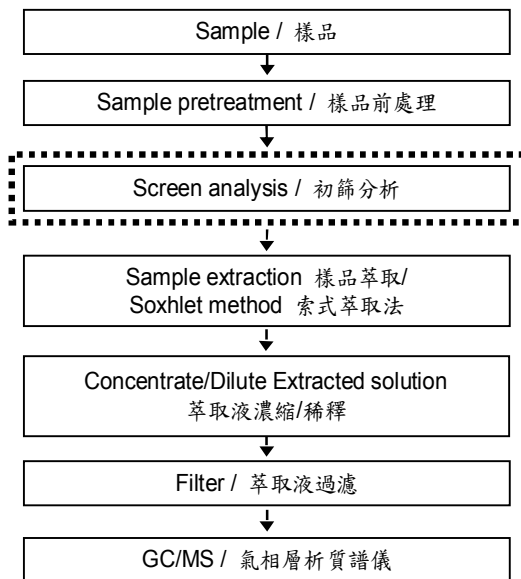 Sample / 樣品
Sample pretreatment / 樣品前處理
Screen analysis / 初篩分析
Sample extraction 樣品萃取/
Soxhlet method 索式萃取法
Concentrate/Dilute Extracted solution
萃取液濃縮/稀釋
Filter / 萃取液過濾
GC/MS / 氣相層析質譜儀